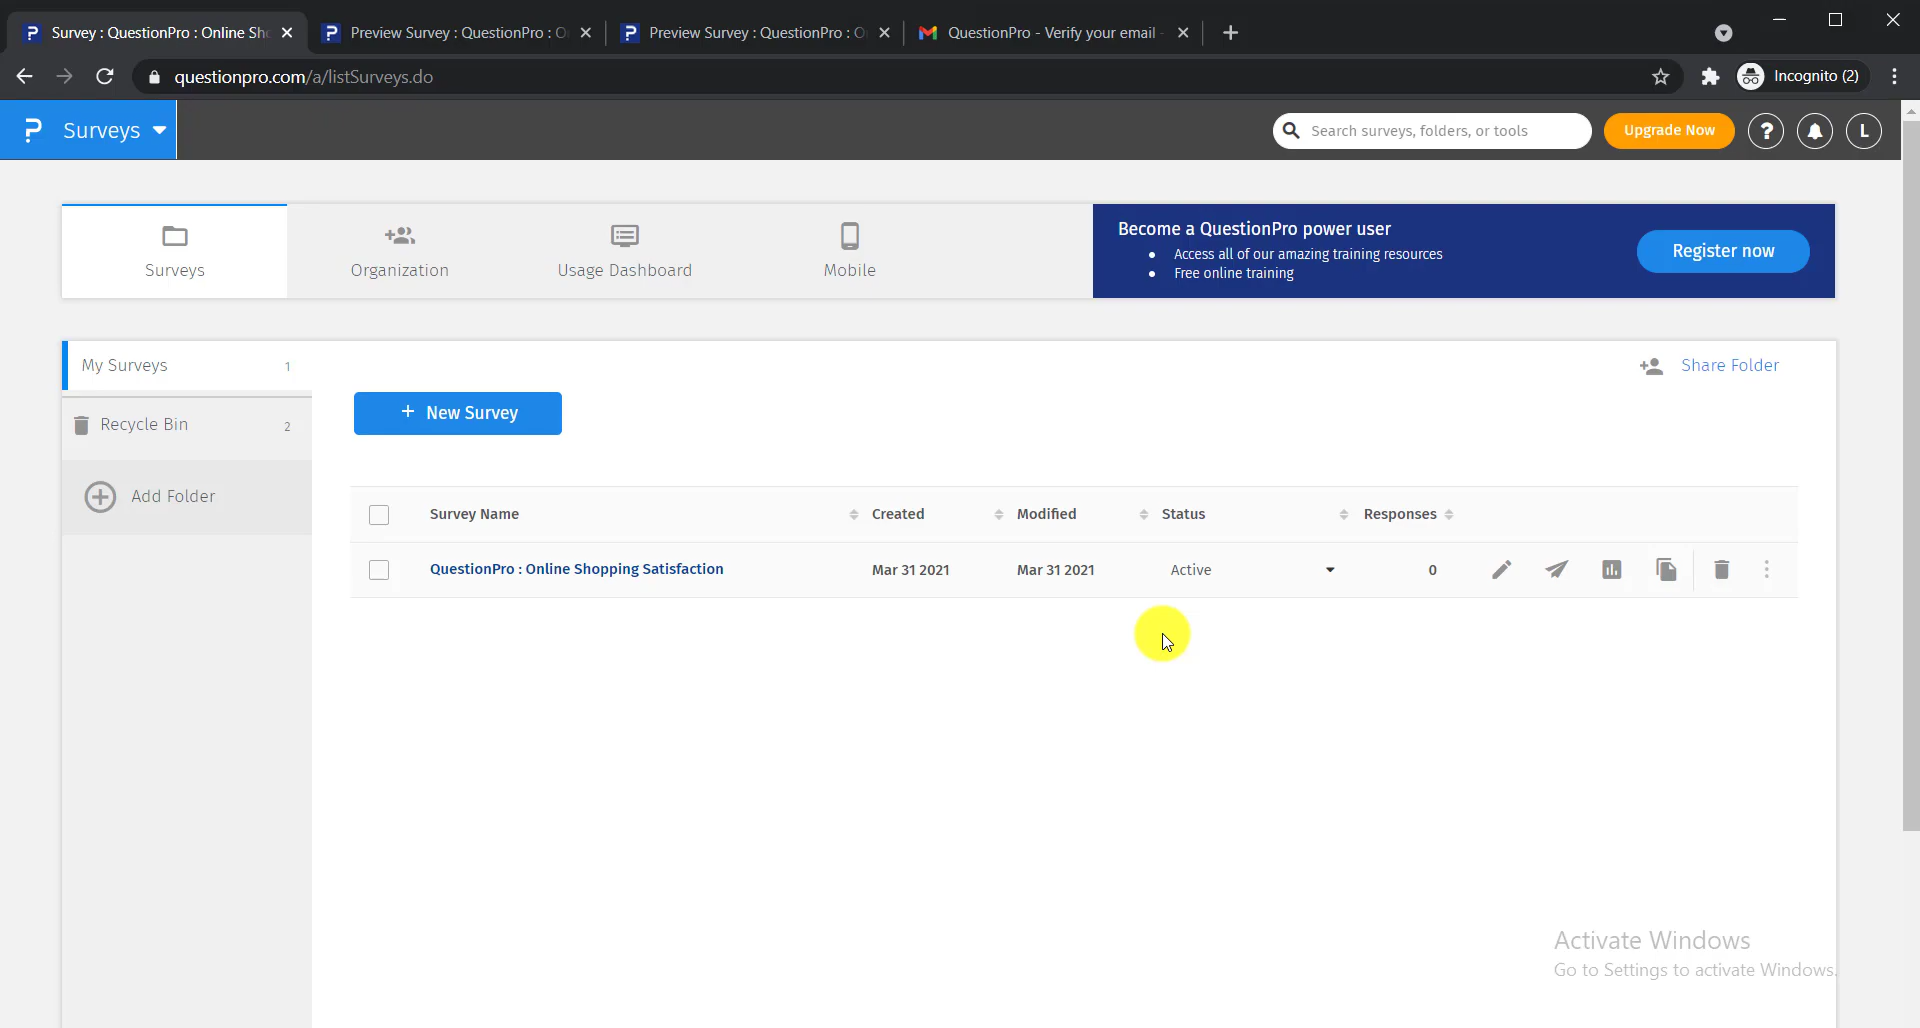 Survey : QuestionPro : Online Sh
Preview Survey : QuestionPro : O
Preview Survey : QuestionPro : O
QuestionPro - Verify your email -
questionpro.com/a/listSurveys.do
Incognito (2)
Surveys
Search surveys, folders, or tools
Upgrade Now
?
L
Surveys
Organization
Usage Dashboard
Mobile
Become a QuestionPro power user
• Access all of our amazing training resources
• Free online training
Register now
My Surveys 1
Share Folder
Recycle Bin 2
+ New Survey
Add Folder
Survey Name Created Modified Status Responses
QuestionPro : Online Shopping Satisfaction Mar 31 2021 Mar 31 2021 Active 0
Activate Windows
Go to Settings to activate Windows.